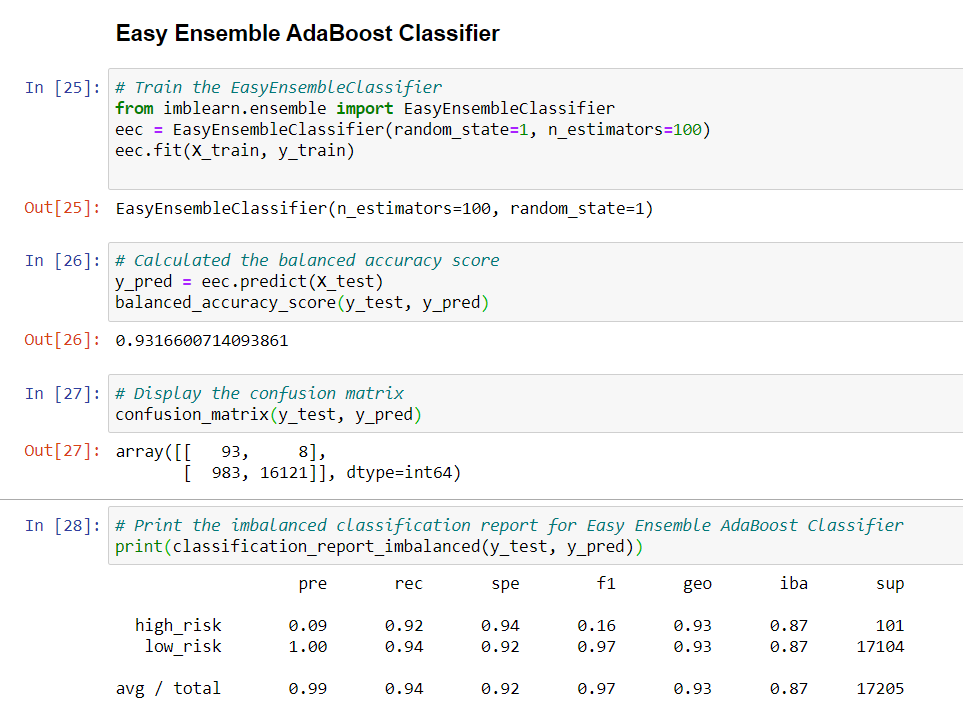 Easy Ensemble AdaBoost Classifier
In [25]: # Train the EasyEnsembleClassifier
from imblearn.ensemble import EasyEnsembleClassifier
eec = EasyEnsembleClassifier(random_state=1, n_estimators=100)
eec.fit(X_train, y_train)
Out[25]: EasyEnsembleClassifier(n_estimators=100, random_state=1)
In [26]: # Calculated the balanced accuracy score
y_pred = eec.predict(X_test)
balanced_accuracy_score(y_test, y_pred)
Out[26]: 0.9316600714093861
In [27]: # Display the confusion matrix
confusion_matrix(y_test, y_pred)
Out[27]: array([[   93,     8],
       [  983, 16121]], dtype=int64)
In [28]: # Print the imbalanced classification report for Easy Ensemble AdaBoost Classifier
print(classification_report_imbalanced(y_test, y_pred))
pre rec spe f1 geo iba sup
high_risk 0.09 0.92 0.94 0.16 0.93 0.87 101
low_risk 1.00 0.94 0.92 0.97 0.93 0.87 17104
avg / total 0.99 0.94 0.92 0.97 0.93 0.87 17205